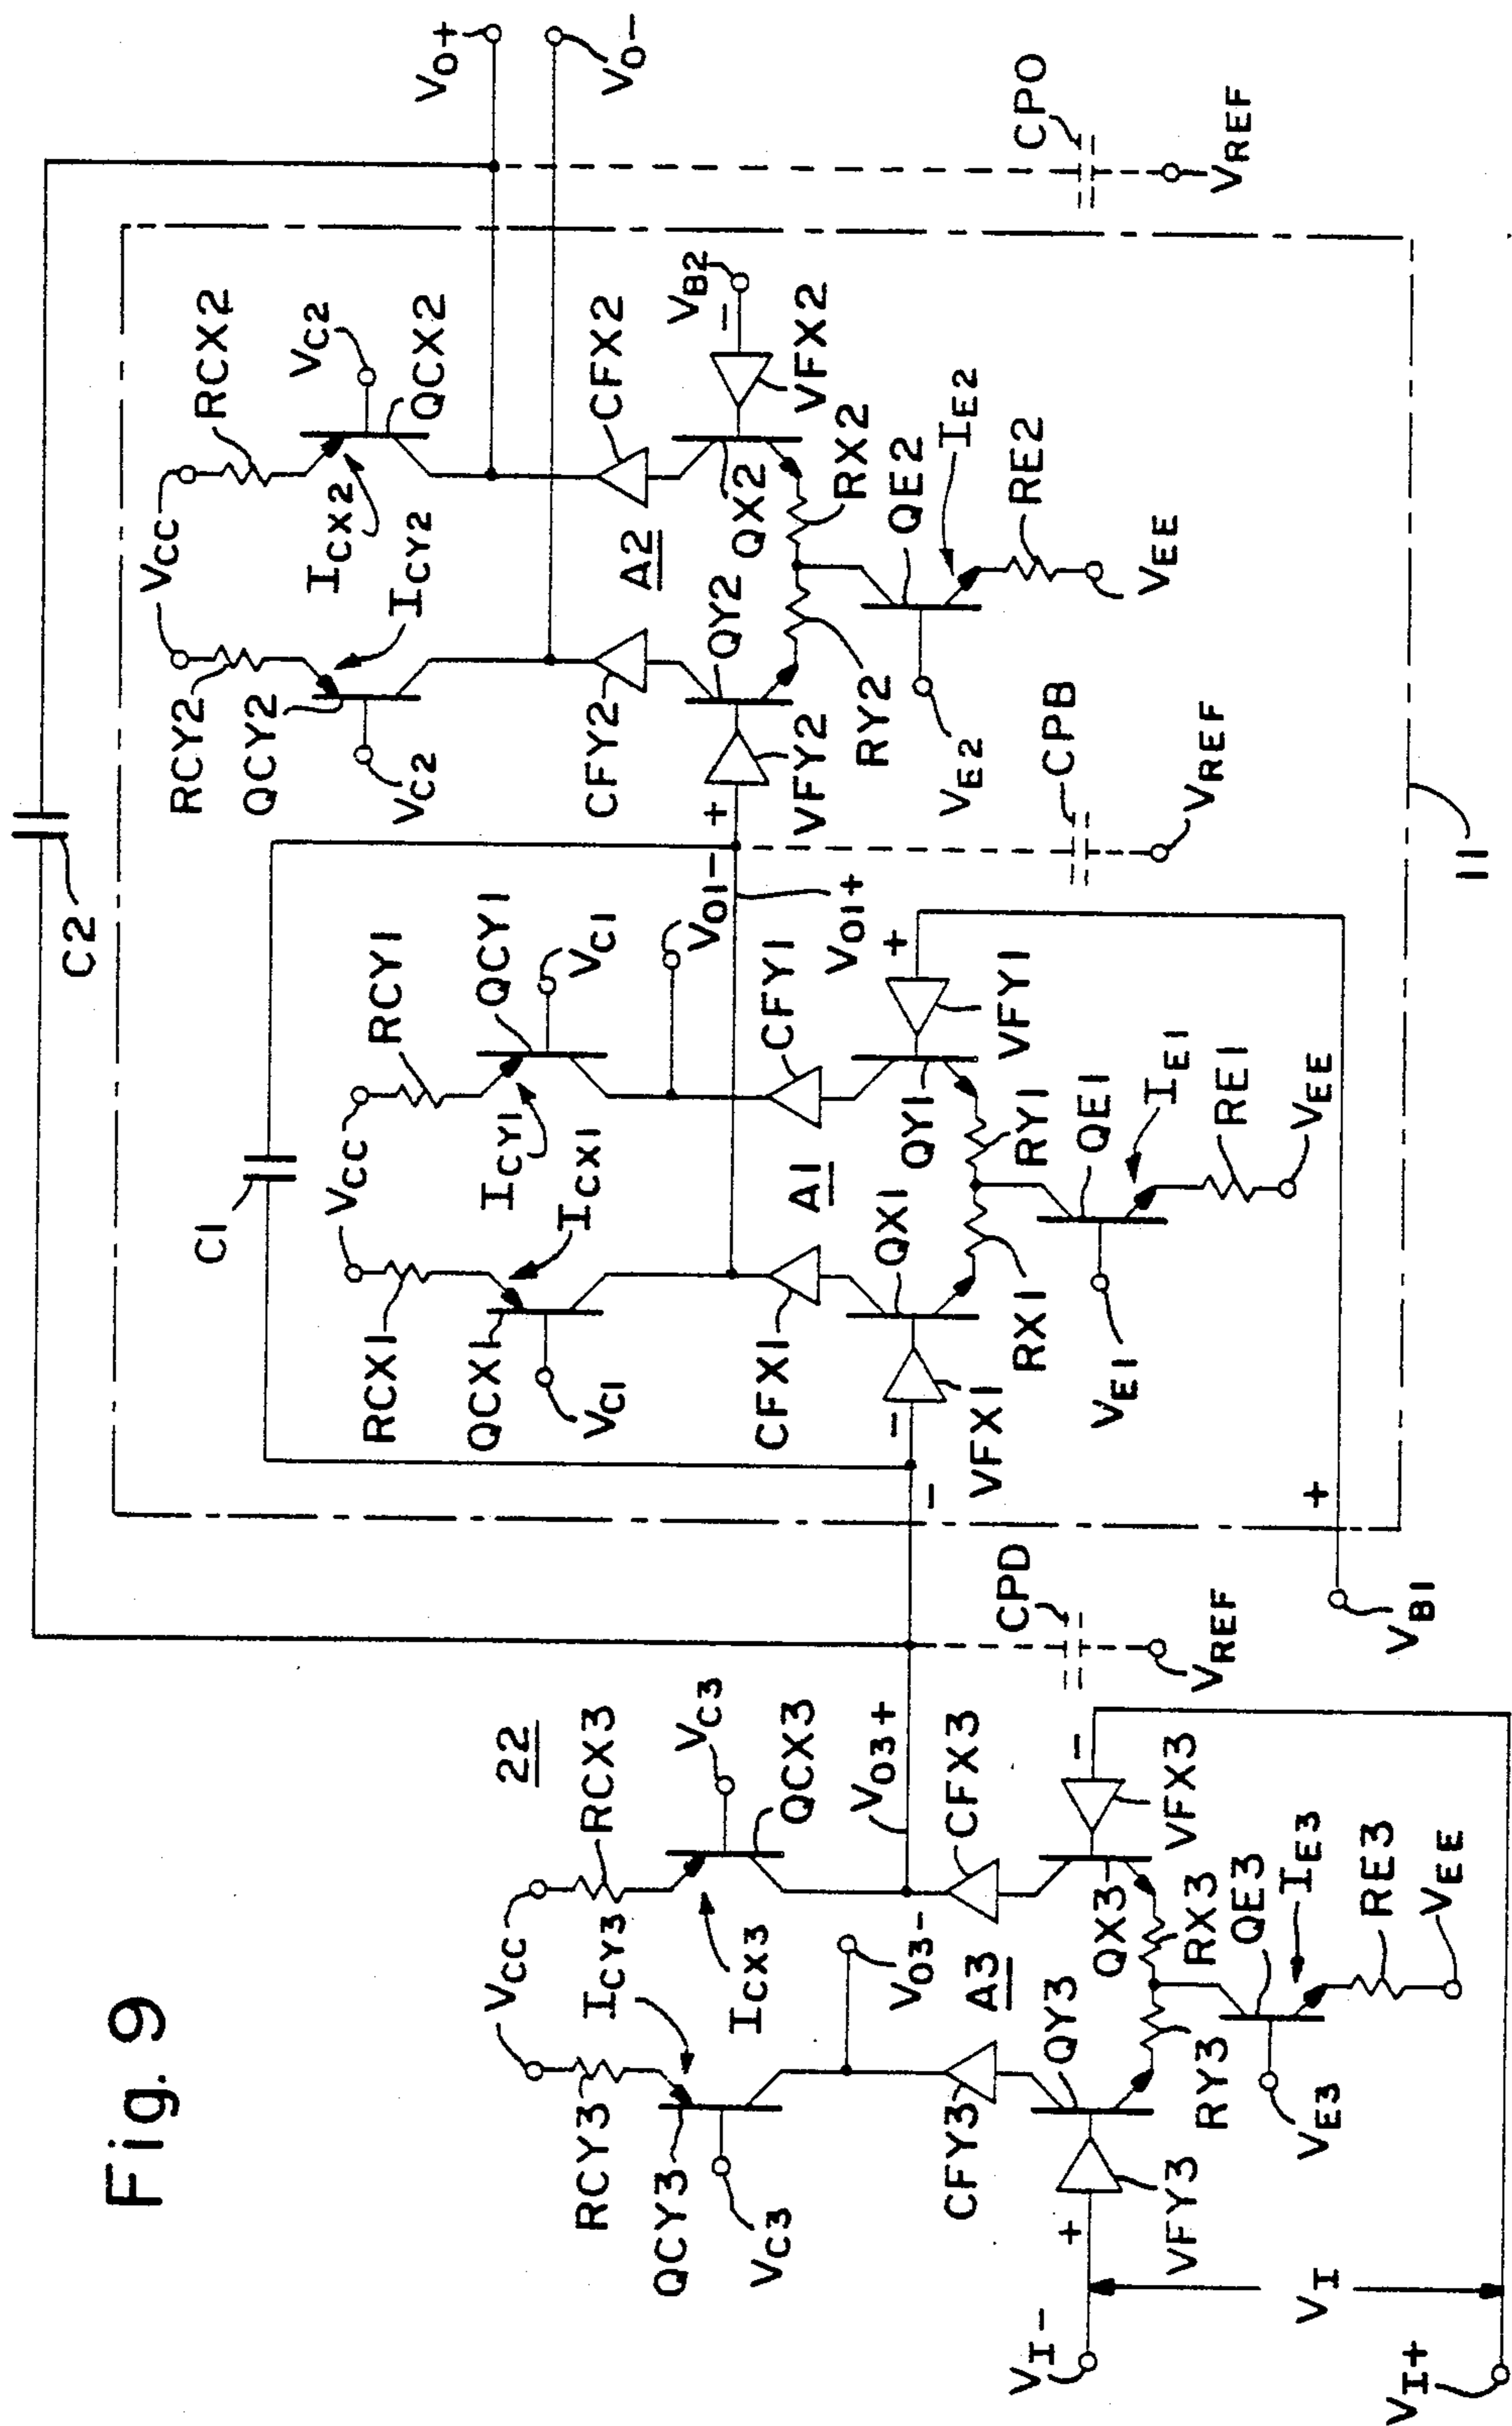 Fig. 9
C2
C1
22
11
VCC
RCY3
RCX3
QCY3
QCX3
VC3
VC3
ICY3
ICX3
VO3-
VO3+
CFY3
CFX3
A3
QY3
QX3
VFY3
VFX3
+
-
RY3
RX3
QE3
IE3
VE3
RE3
VEE
VI-
VI
VI+
CPD
VREF
VB1
+
-
VCC
RCX1
RCY1
QCX1
QCY1
VC1
VC1
ICX1
ICY1
VO1-
VO1+
CFX1
CFY1
A1
QX1
QY1
VFX1
VFY1
-
+
RX1
RY1
QE1
IE1
VE1
RE1
VEE
CPB
VREF
VCC
RCY2
RCX2
QCY2
QCX2
VC2
VC2
ICX2
ICY2
CFY2
CFX2
A2
QY2
QX2
VFY2
VFX2
+
-
VB2
RY2
RX2
QE2
IE2
VE2
RE2
VEE
VO+
VO-
CPO
VREF